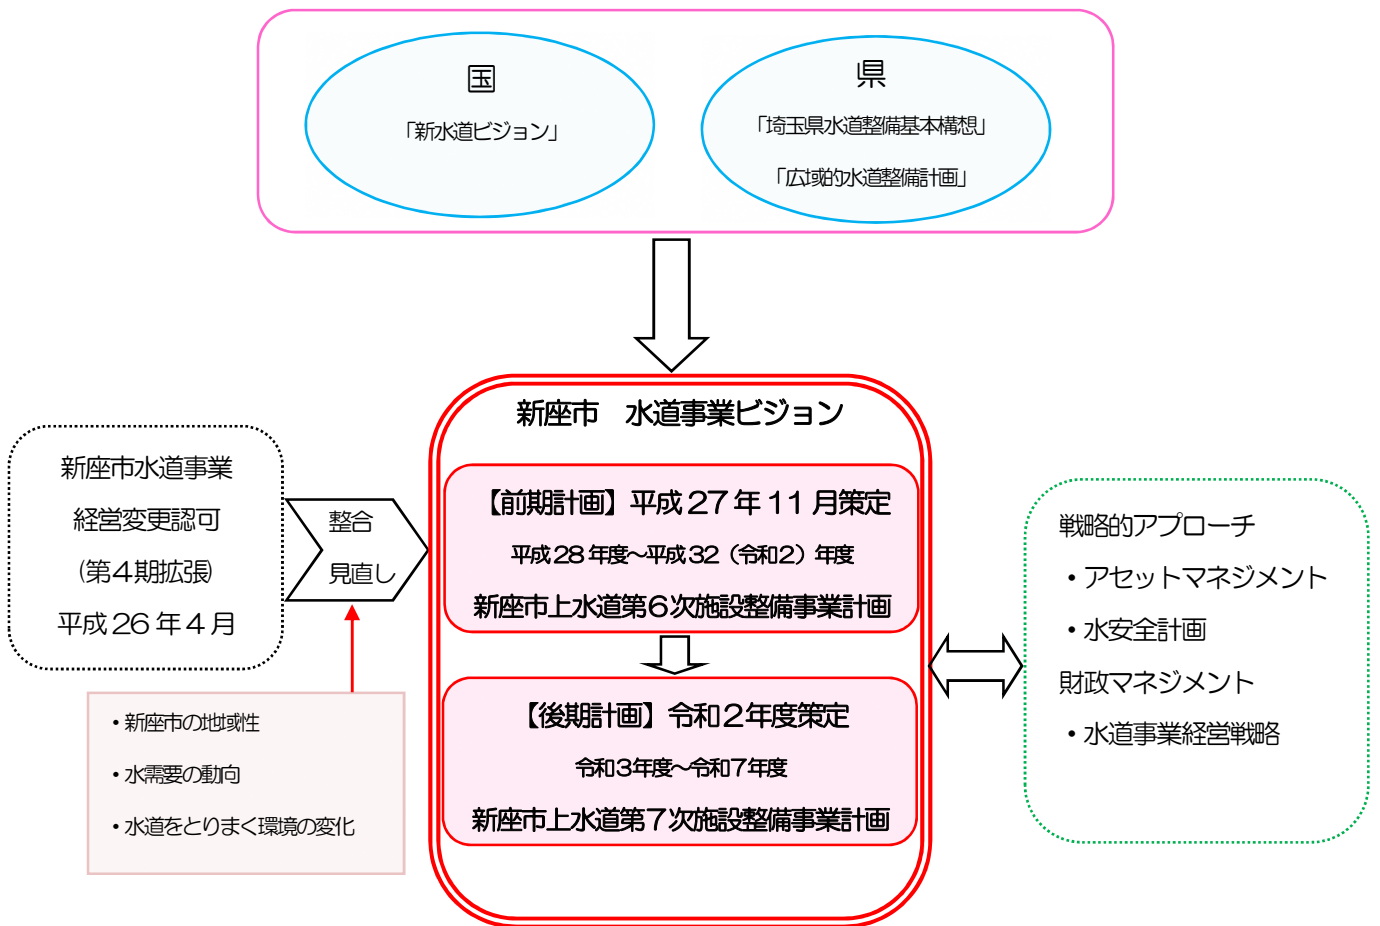 国
「新水道ビジョン」
県
「埼玉県水道整備基本構想」
「広域的水道整備計画」
新座市　水道事業ビジョン
【前期計画】平成27年11月策定
平成28年度～平成32（令和2）年度
新座市上水道第6次施設整備事業計画
【後期計画】令和2年度策定
令和3年度～令和7年度
新座市上水道第7次施設整備事業計画
新座市水道事業
経営変更認可
(第4期拡張)
平成26年4月
整合
見直し
・新座市の地域性
・水需要の動向
・水道をとりまく環境の変化
戦略的アプローチ
・アセットマネジメント
・水安全計画
財政マネジメント
・水道事業経営戦略